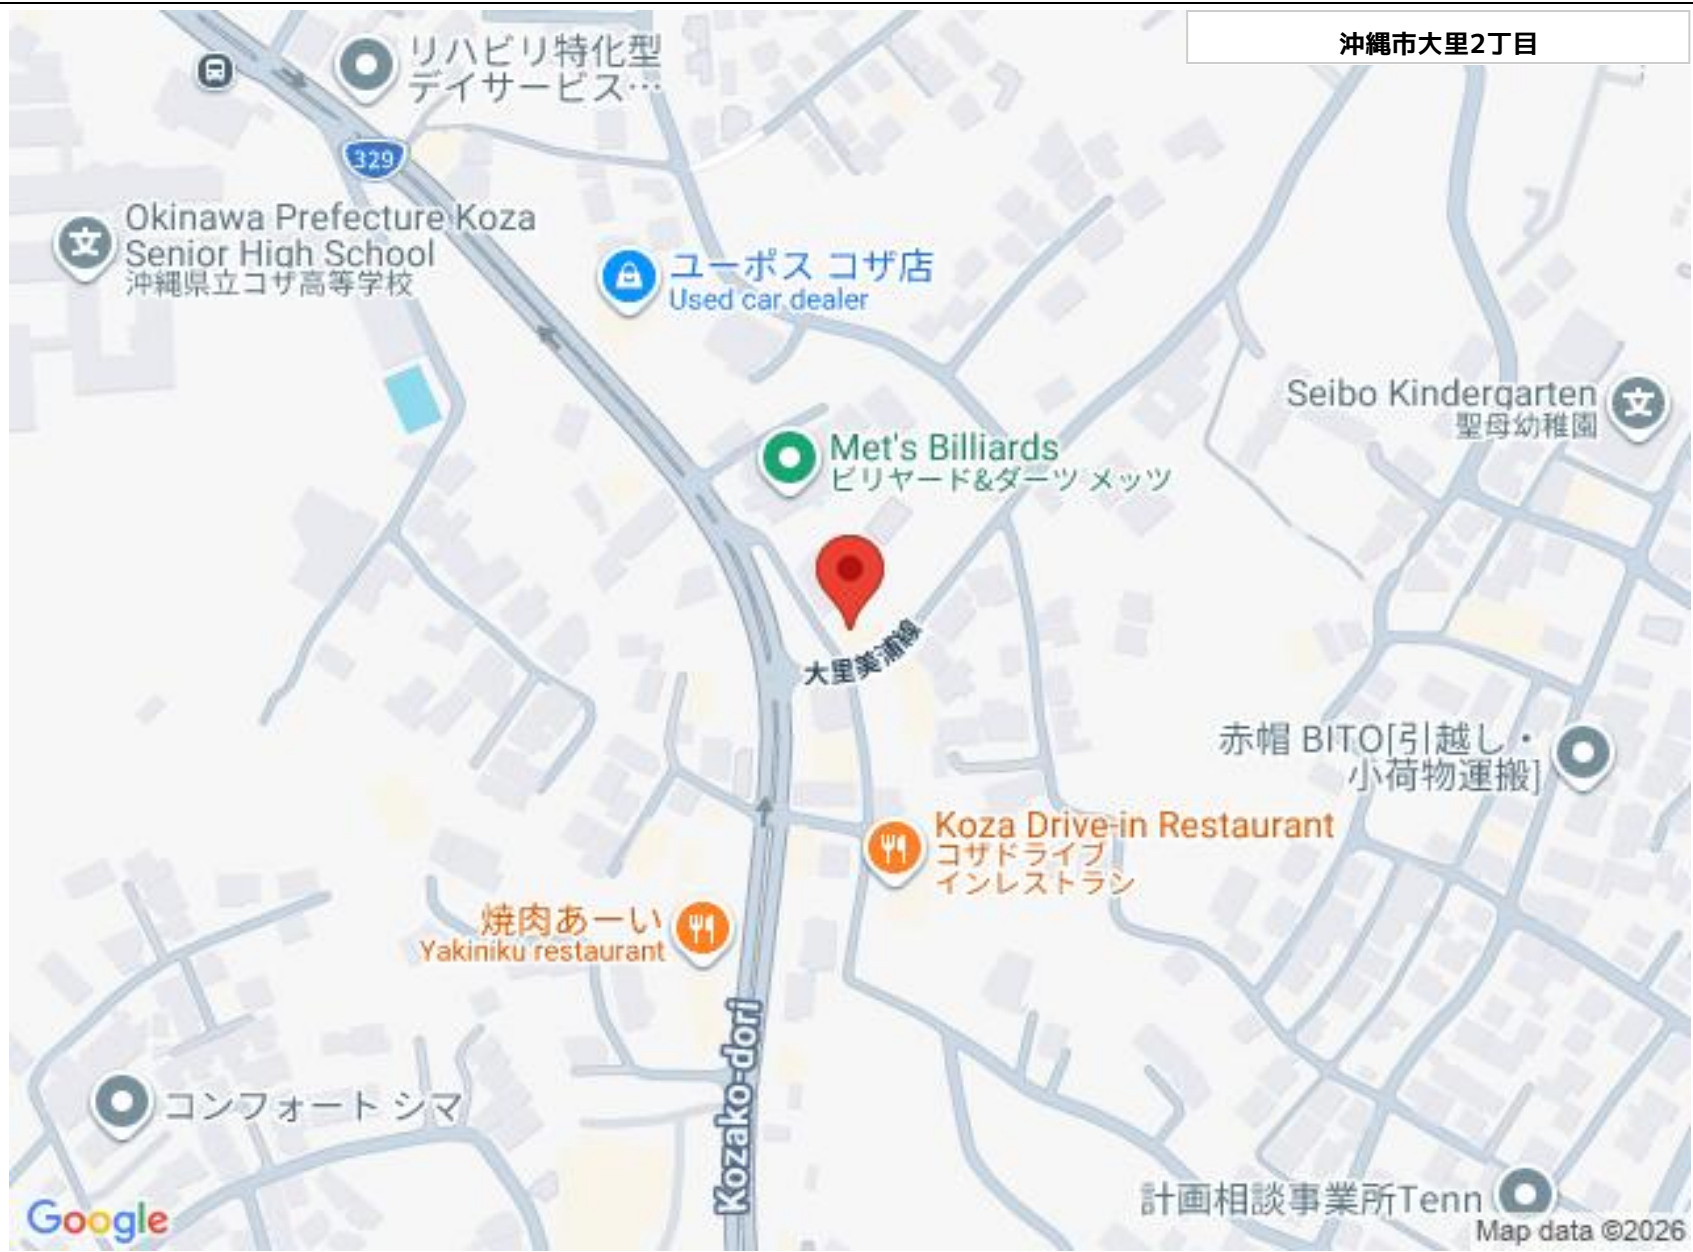 沖縄市大里2丁目
リハビリ特化型
デイサービス…
329
Okinawa Prefecture Koza
Senior High School
沖縄県立コザ高等学校
ユーポス コザ店
Used car dealer
Seibo Kindergarten
聖母幼稚園
Met's Billiards
ビリヤード&ダーツ メッツ
大里美浦線
赤帽 BITO[引越し・
小荷物運搬]
Koza Drive-in Restaurant
コザドライブ
インレストラン
焼肉あーい
Yakiniku restaurant
Kozako-dori
コンフォート シマ
計画相談事業所Tenn
Google
Map data ©2026